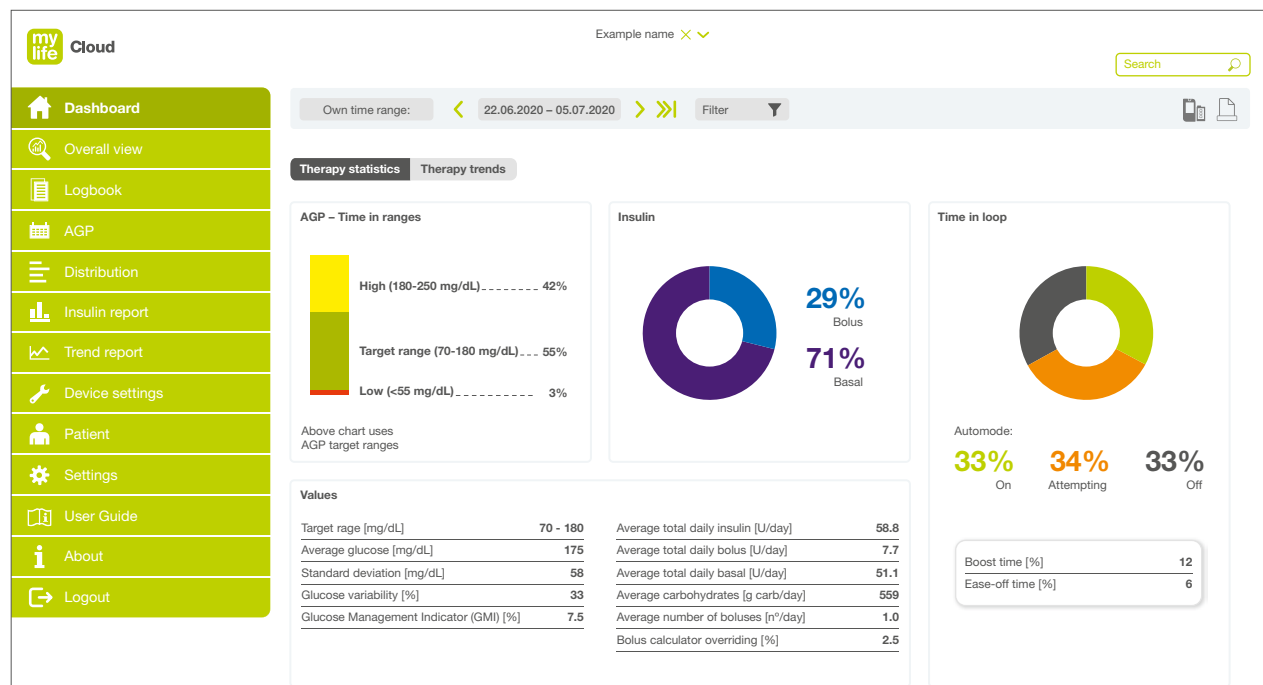 my
life Cloud
Example name
Search
Dashboard
Overall view
Logbook
AGP
Distribution
Insulin report
Trend report
Device settings
Patient
Settings
User Guide
About
Logout
Own time range: 22.06.2020 – 05.07.2020 Filter
Therapy statistics Therapy trends
AGP – Time in ranges
High (180-250 mg/dL) 42%
Target range (70-180 mg/dL) 55%
Low (<55 mg/dL) 3%
Above chart uses
AGP target ranges
Insulin
29%
Bolus
71%
Basal
Time in loop
Automode:
33% 34% 33%
On Attempting Off
Boost time [%] 12
Ease-off time [%] 6
Values
Target rage [mg/dL] 70 - 180
Average glucose [mg/dL] 175
Standard deviation [mg/dL] 58
Glucose variability [%] 33
Glucose Management Indicator (GMI) [%] 7.5
Average total daily insulin [U/day] 58.8
Average total daily bolus [U/day] 7.7
Average total daily basal [U/day] 51.1
Average carbohydrates [g carb/day] 559
Average number of boluses [nº/day] 1.0
Bolus calculator overriding [%] 2.5